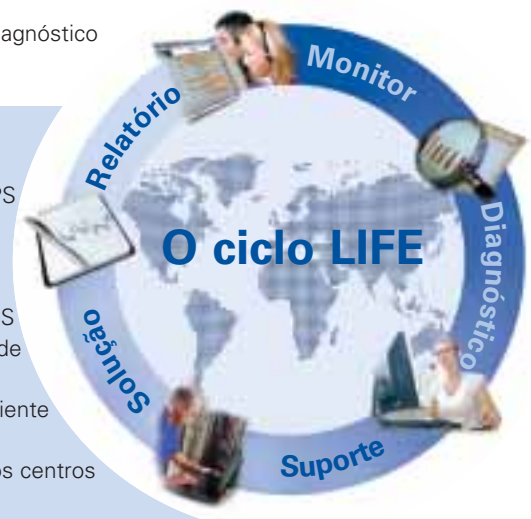 agnóstico
PS
S
de
iente
os centros
O ciclo LIFE
Monitor
Diagnóstico
Suporte
Solução
Relatório